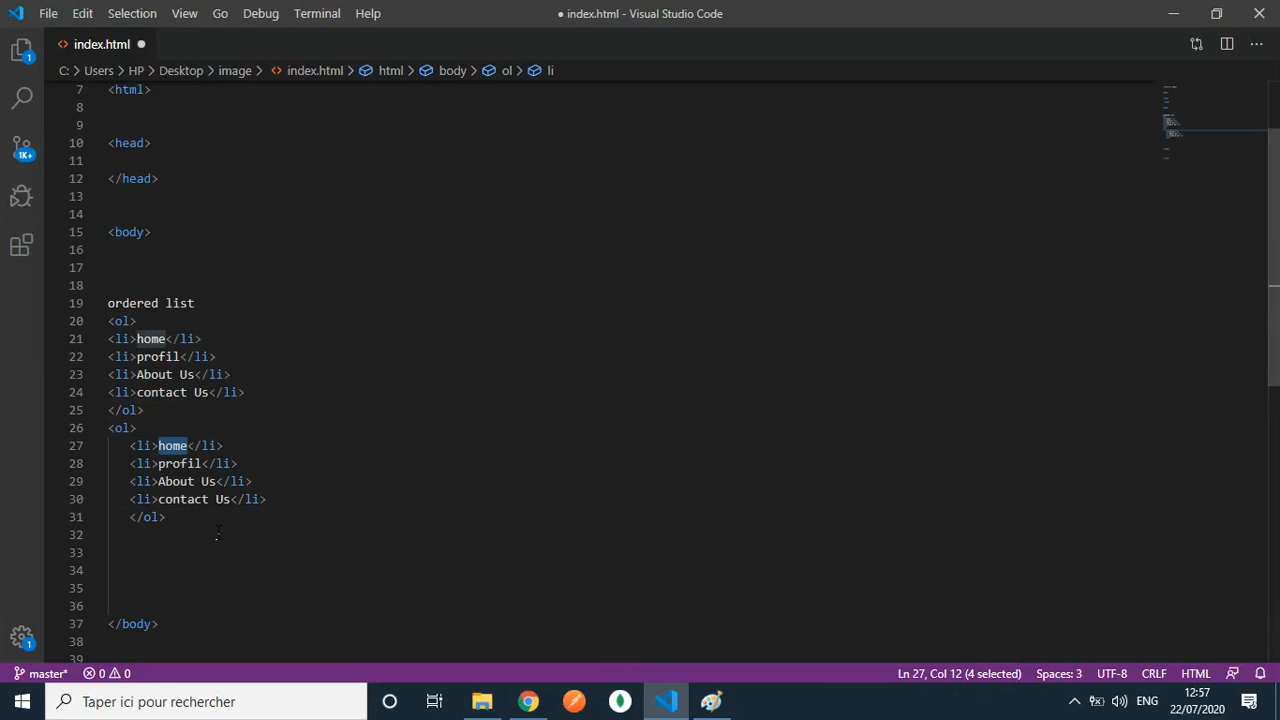 File Edit Selection View Go Debug Terminal Help
● index.html - Visual Studio Code
index.html
C: > Users > HP > Desktop > image > index.html > html > body > ol > li
7 <html>
8
9
10 <head>
11
12 </head>
13
14
15 <body>
16
17
18
19 ordered list
20 <ol>
21 <li>home</li>
22 <li>profil</li>
23 <li>About Us</li>
24 <li>contact Us</li>
25 </ol>
26 <ol>
27 <li>home</li>
28 <li>profil</li>
29 <li>About Us</li>
30 <li>contact Us</li>
31 </ol>
32
33
34
35
36
37 </body>
38
39
1
1K+
1
master* 0 0 Ln 27, Col 12 (4 selected) Spaces: 3 UTF-8 CRLF HTML
Taper ici pour rechercher
ENG
12:57
22/07/2020